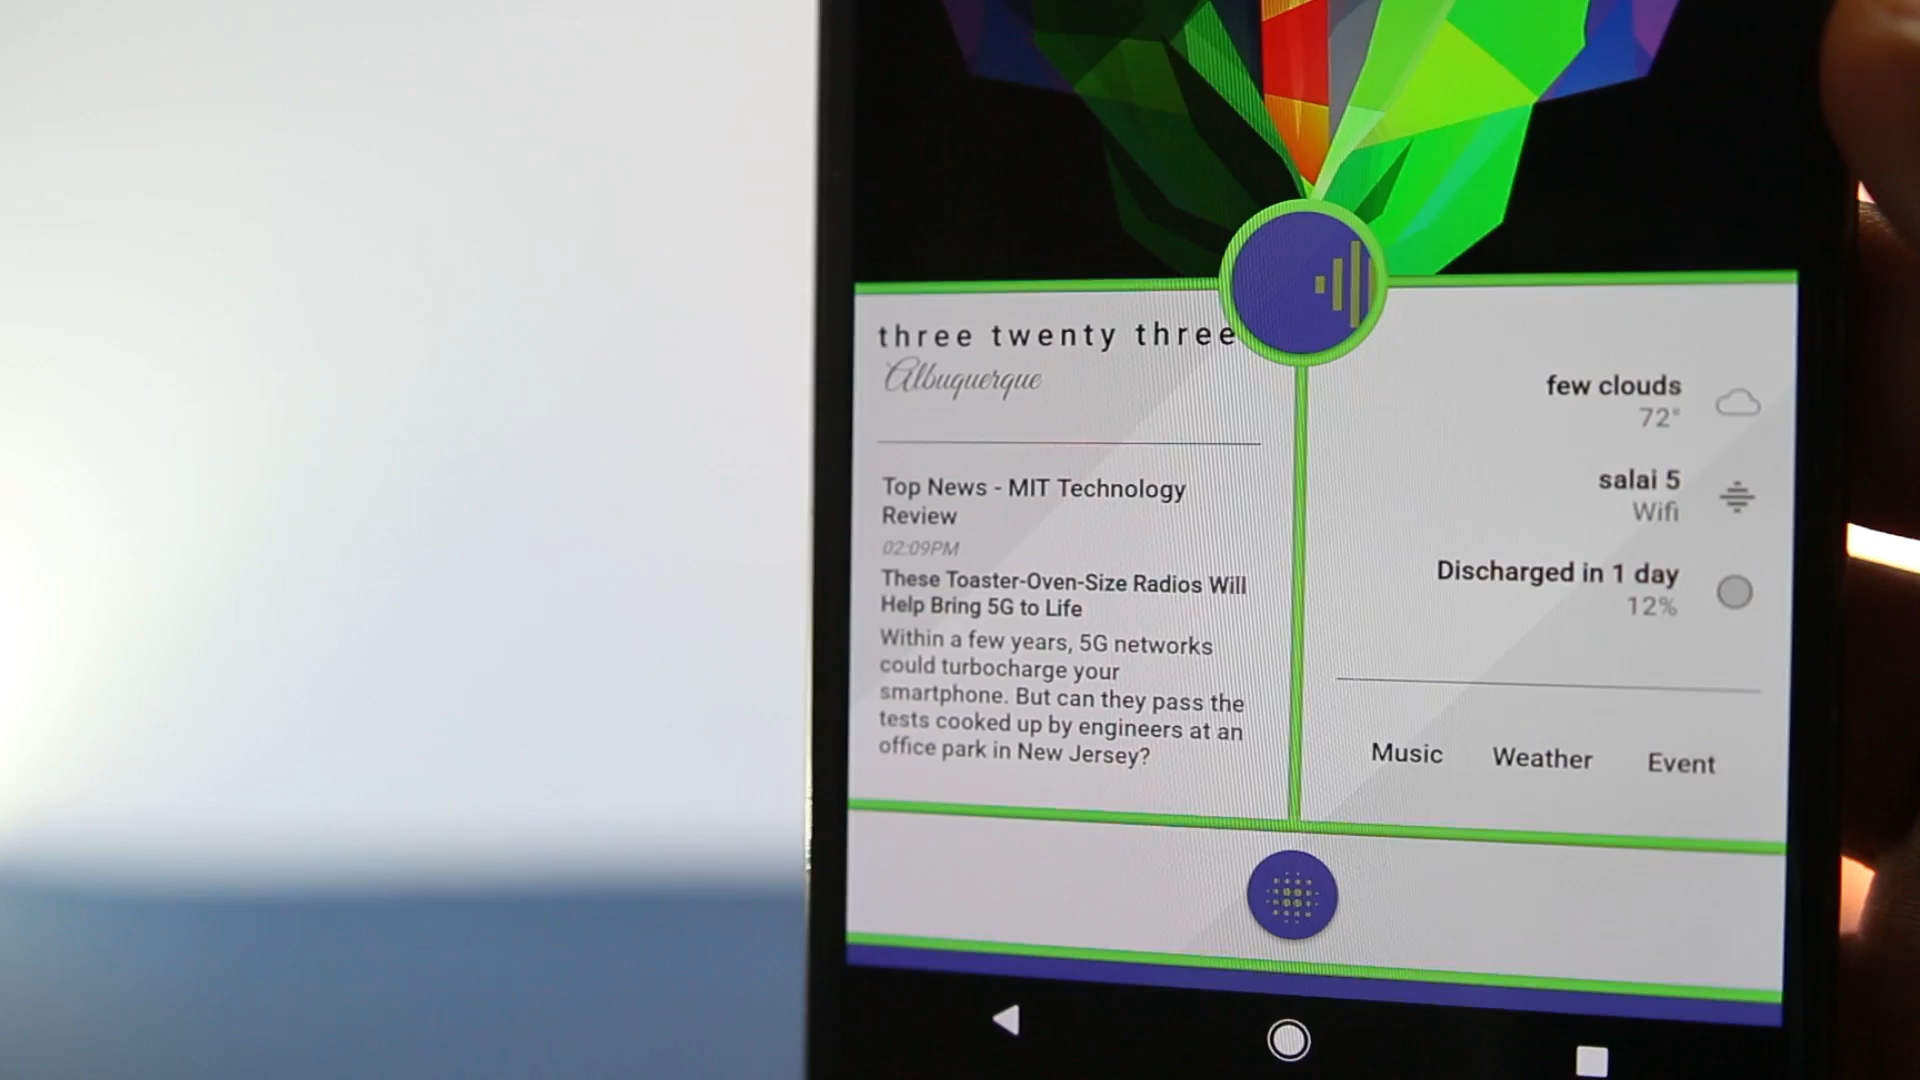 three twenty three
Albuquerque
Top News - MIT Technology
Review
02:09PM
These Toaster-Oven-Size Radios Will
Help Bring 5G to Life
Within a few years, 5G networks
could turbocharge your
smartphone. But can they pass the
tests cooked up by engineers at an
office park in New Jersey?
few clouds
72°
salai 5
Wifi
Discharged in 1 day
12%
Music Weather Event